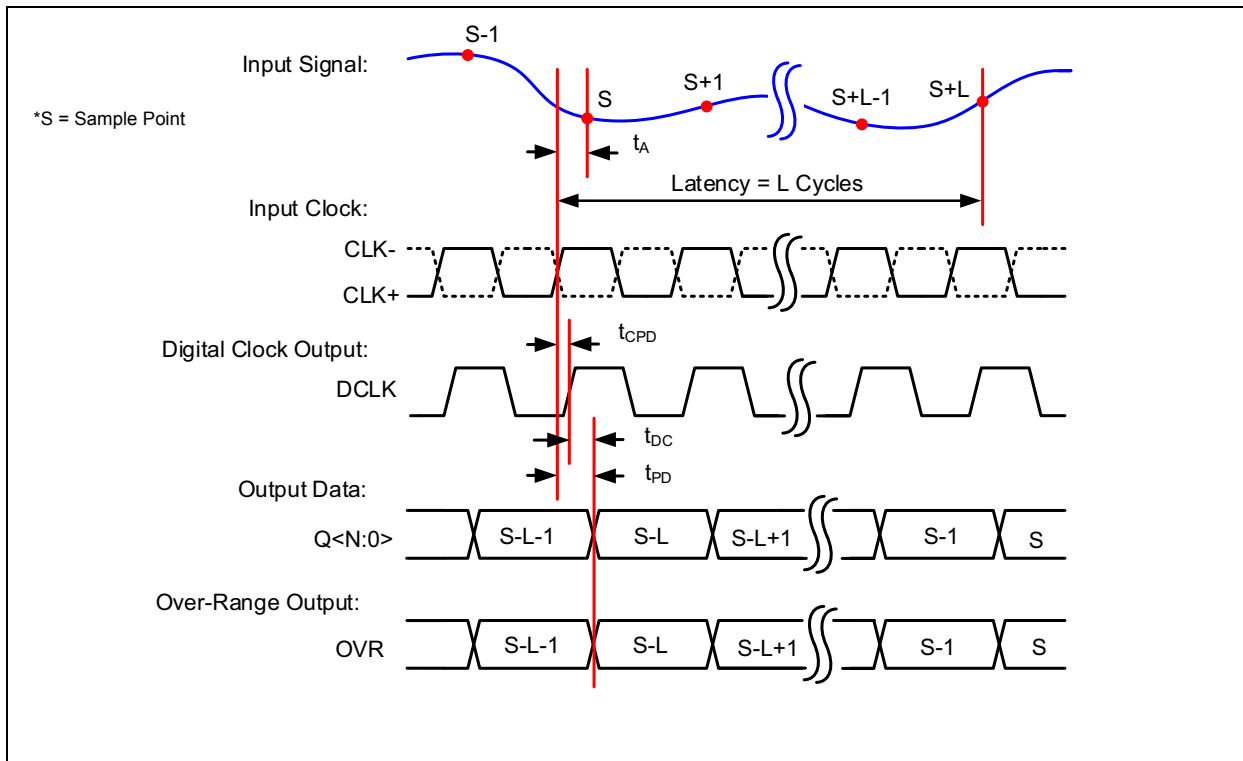 S-1
Input Signal:
S
S+1
S+L-1
S+L
*S = Sample Point
tA
Latency = L Cycles
Input Clock:
CLK-
CLK+
tCPD
Digital Clock Output:
DCLK
tDC
tPD
Output Data:
Q<N:0>
S-L-1
S-L
S-L+1
S-1
S
Over-Range Output:
OVR
S-L-1
S-L
S-L+1
S-1
S